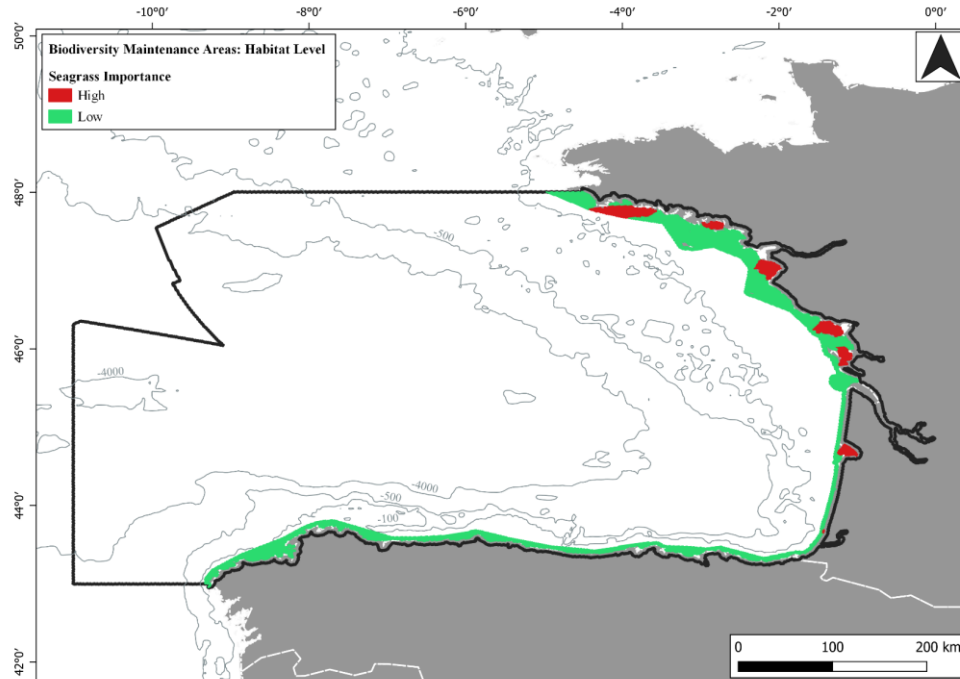 -10°0' -8°0' -6°0' -4°0' -2°0' 0°0'
50°0'
Biodiversity Maintenance Areas: Habitat Level
Seagrass Importance
High
Low
48°0'
-500
46°0'
-4000
-4000
-500
44°0'
-100
42°0'
0 100 200 km